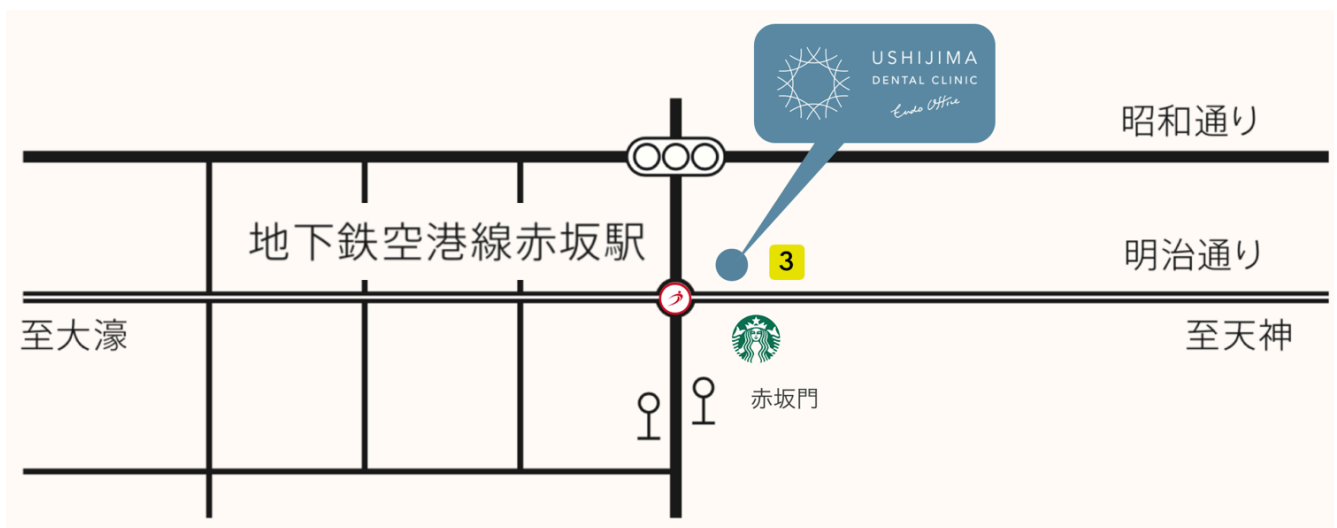 USHIJIMA
DENTAL CLINIC
Endo Office
昭和通り
地下鉄空港線赤坂駅
3
明治通り
至大濠
至天神
赤坂門